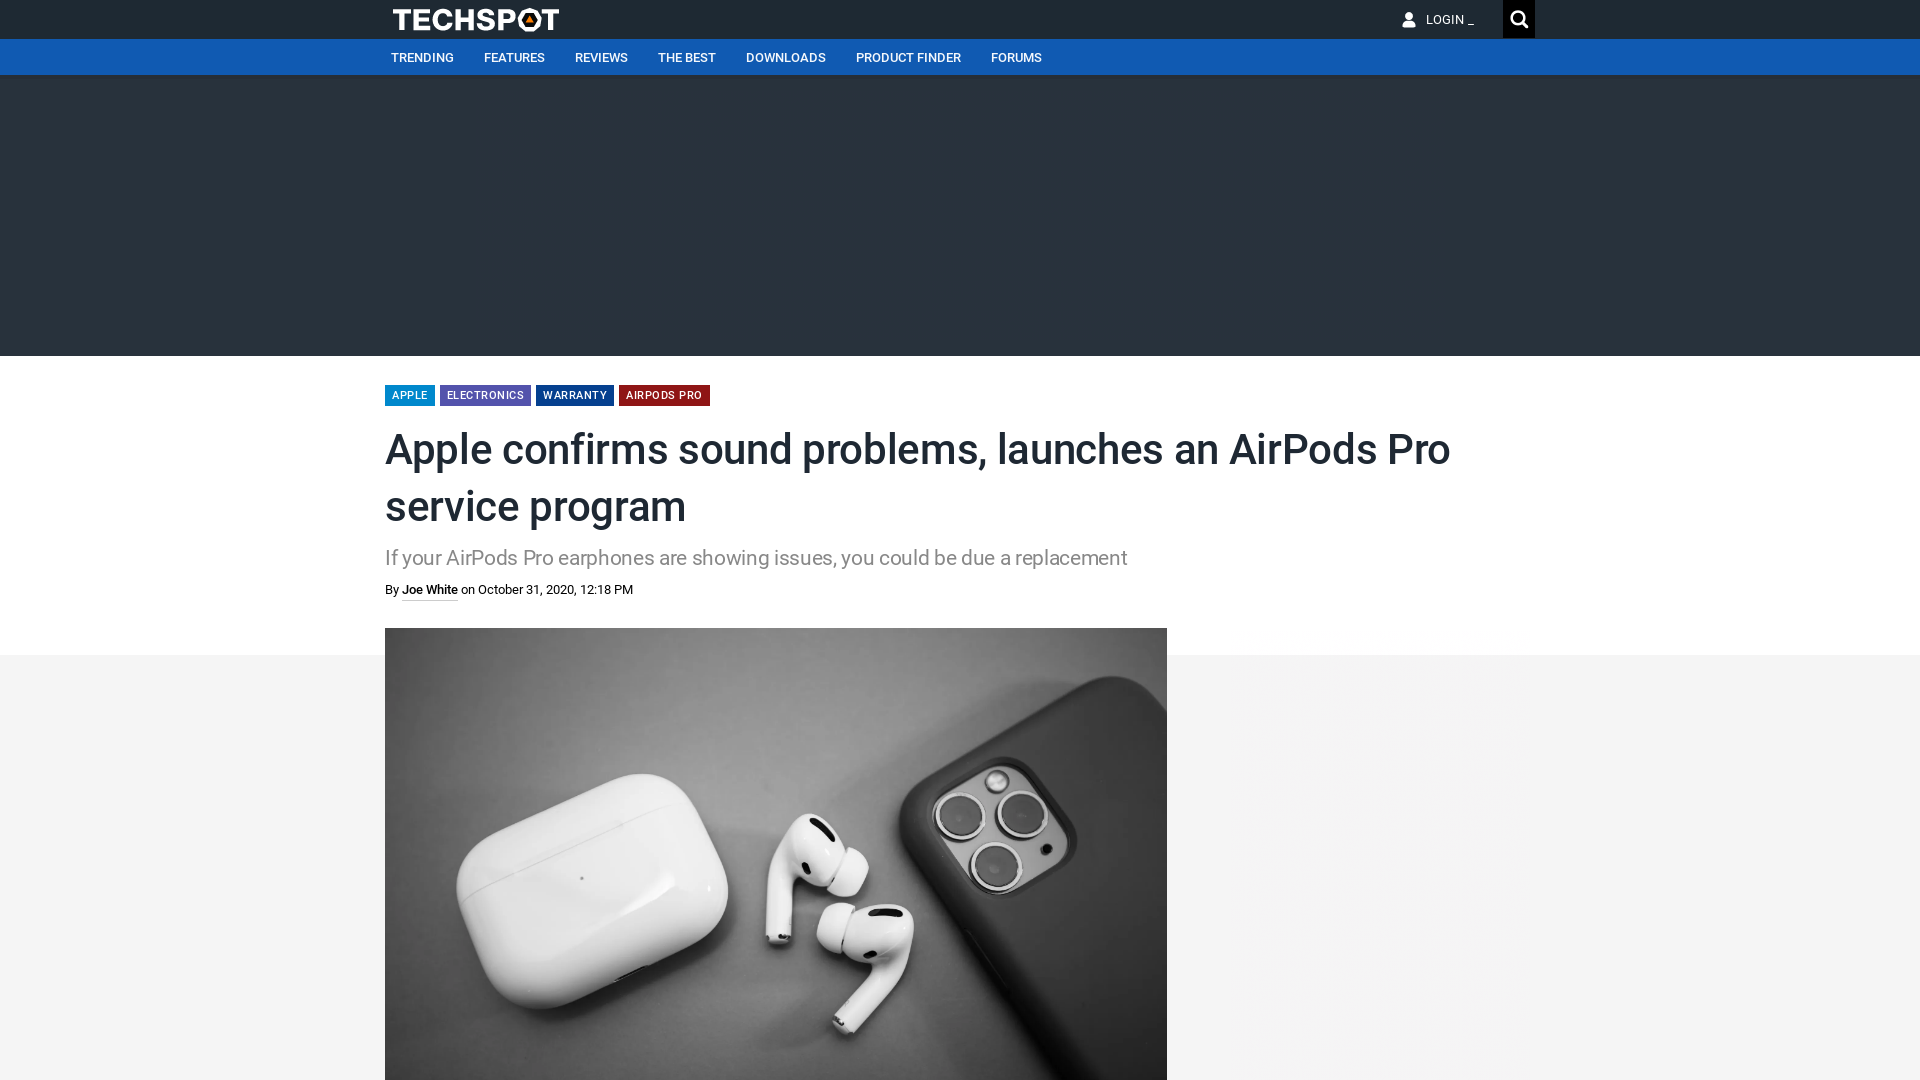 TECHSPOT
LOGIN _
TRENDING FEATURES REVIEWS THE BEST DOWNLOADS PRODUCT FINDER FORUMS
APPLE ELECTRONICS WARRANTY AIRPODS PRO
Apple confirms sound problems, launches an AirPods Pro
service program
If your AirPods Pro earphones are showing issues, you could be due a replacement
By Joe White on October 31, 2020, 12:18 PM